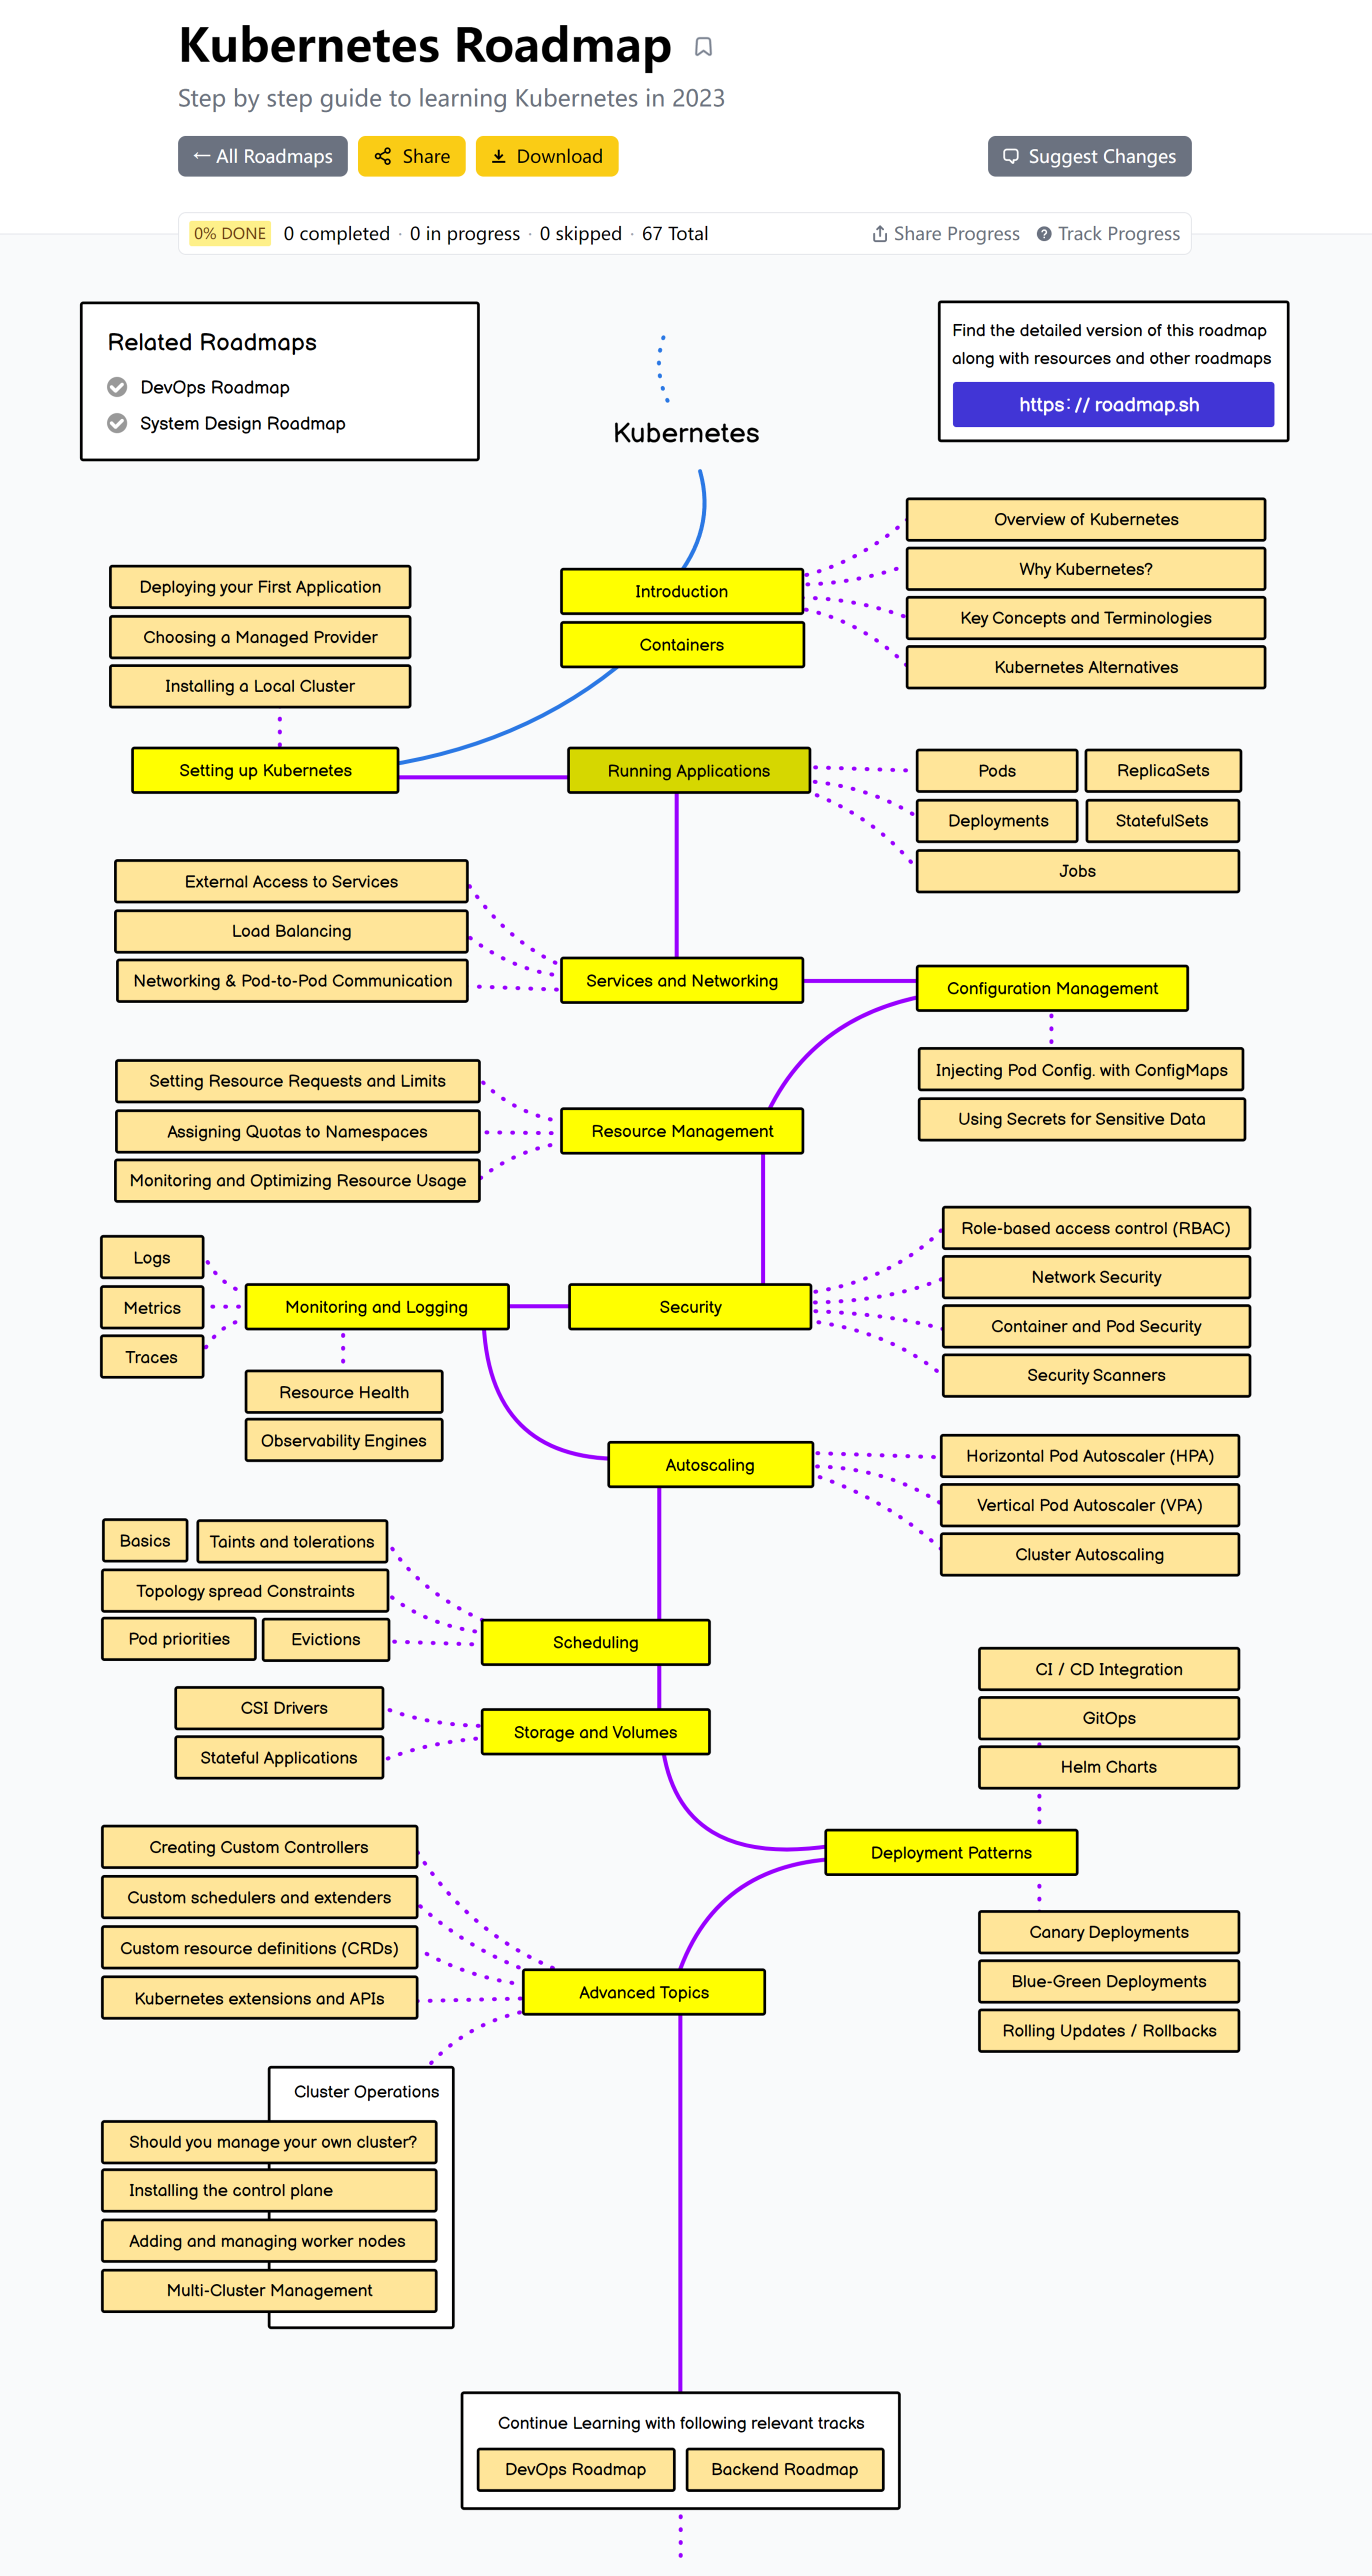 Kubernetes Roadmap
Step by step guide to learning Kubernetes in 2023
← All Roadmaps
Share
Download
Suggest Changes
0% DONE 0 completed · 0 in progress · 0 skipped · 67 Total
Share Progress
Track Progress
Related Roadmaps
DevOps Roadmap
System Design Roadmap
Find the detailed version of this roadmap
along with resources and other roadmaps
https://roadmap.sh
Kubernetes
Introduction
Containers
Overview of Kubernetes
Why Kubernetes?
Key Concepts and Terminologies
Kubernetes Alternatives
Deploying your First Application
Choosing a Managed Provider
Installing a Local Cluster
Setting up Kubernetes
Running Applications
Pods
ReplicaSets
Deployments
StatefulSets
Jobs
External Access to Services
Load Balancing
Networking & Pod-to-Pod Communication
Services and Networking
Configuration Management
Injecting Pod Config. with ConfigMaps
Using Secrets for Sensitive Data
Setting Resource Requests and Limits
Assigning Quotas to Namespaces
Monitoring and Optimizing Resource Usage
Resource Management
Role-based access control (RBAC)
Network Security
Container and Pod Security
Security Scanners
Logs
Metrics
Traces
Monitoring and Logging
Security
Resource Health
Observability Engines
Autoscaling
Horizontal Pod Autoscaler (HPA)
Vertical Pod Autoscaler (VPA)
Cluster Autoscaling
Basics
Taints and tolerations
Topology spread Constraints
Pod priorities
Evictions
Scheduling
CSI Drivers
Stateful Applications
Storage and Volumes
CI / CD Integration
GitOps
Helm Charts
Deployment Patterns
Canary Deployments
Blue-Green Deployments
Rolling Updates / Rollbacks
Creating Custom Controllers
Custom schedulers and extenders
Custom resource definitions (CRDs)
Kubernetes extensions and APIs
Advanced Topics
Cluster Operations
Should you manage your own cluster?
Installing the control plane
Adding and managing worker nodes
Multi-Cluster Management
Continue Learning with following relevant tracks
DevOps Roadmap
Backend Roadmap